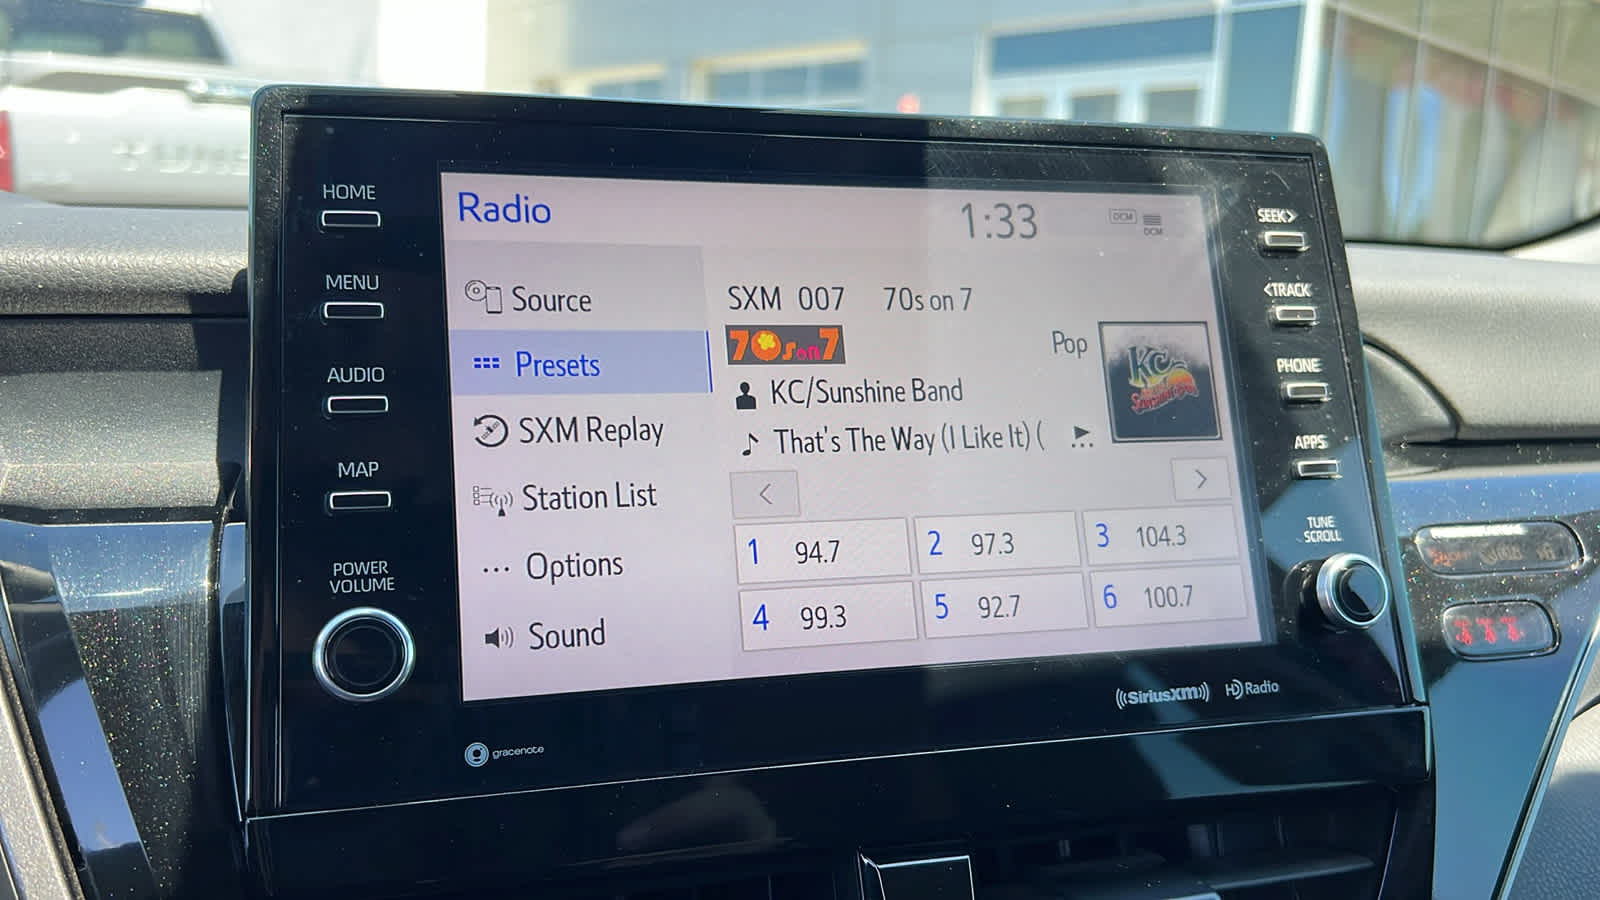 HOME
MENU
AUDIO
MAP
POWER
VOLUME
Radio
1:33
DCM
DCM
Source
Presets
SXM Replay
Station List
Options
Sound
SXM 007 70s on 7
70s on 7
Pop
KC
KC/Sunshine Band
That's The Way (I Like It) (
1 94.7
2 97.3
3 104.3
4 99.3
5 92.7
6 100.7
SEEK>
<TRACK
PHONE
APPS
TUNE
SCROLL
SiriusXM
HD Radio
gracenote